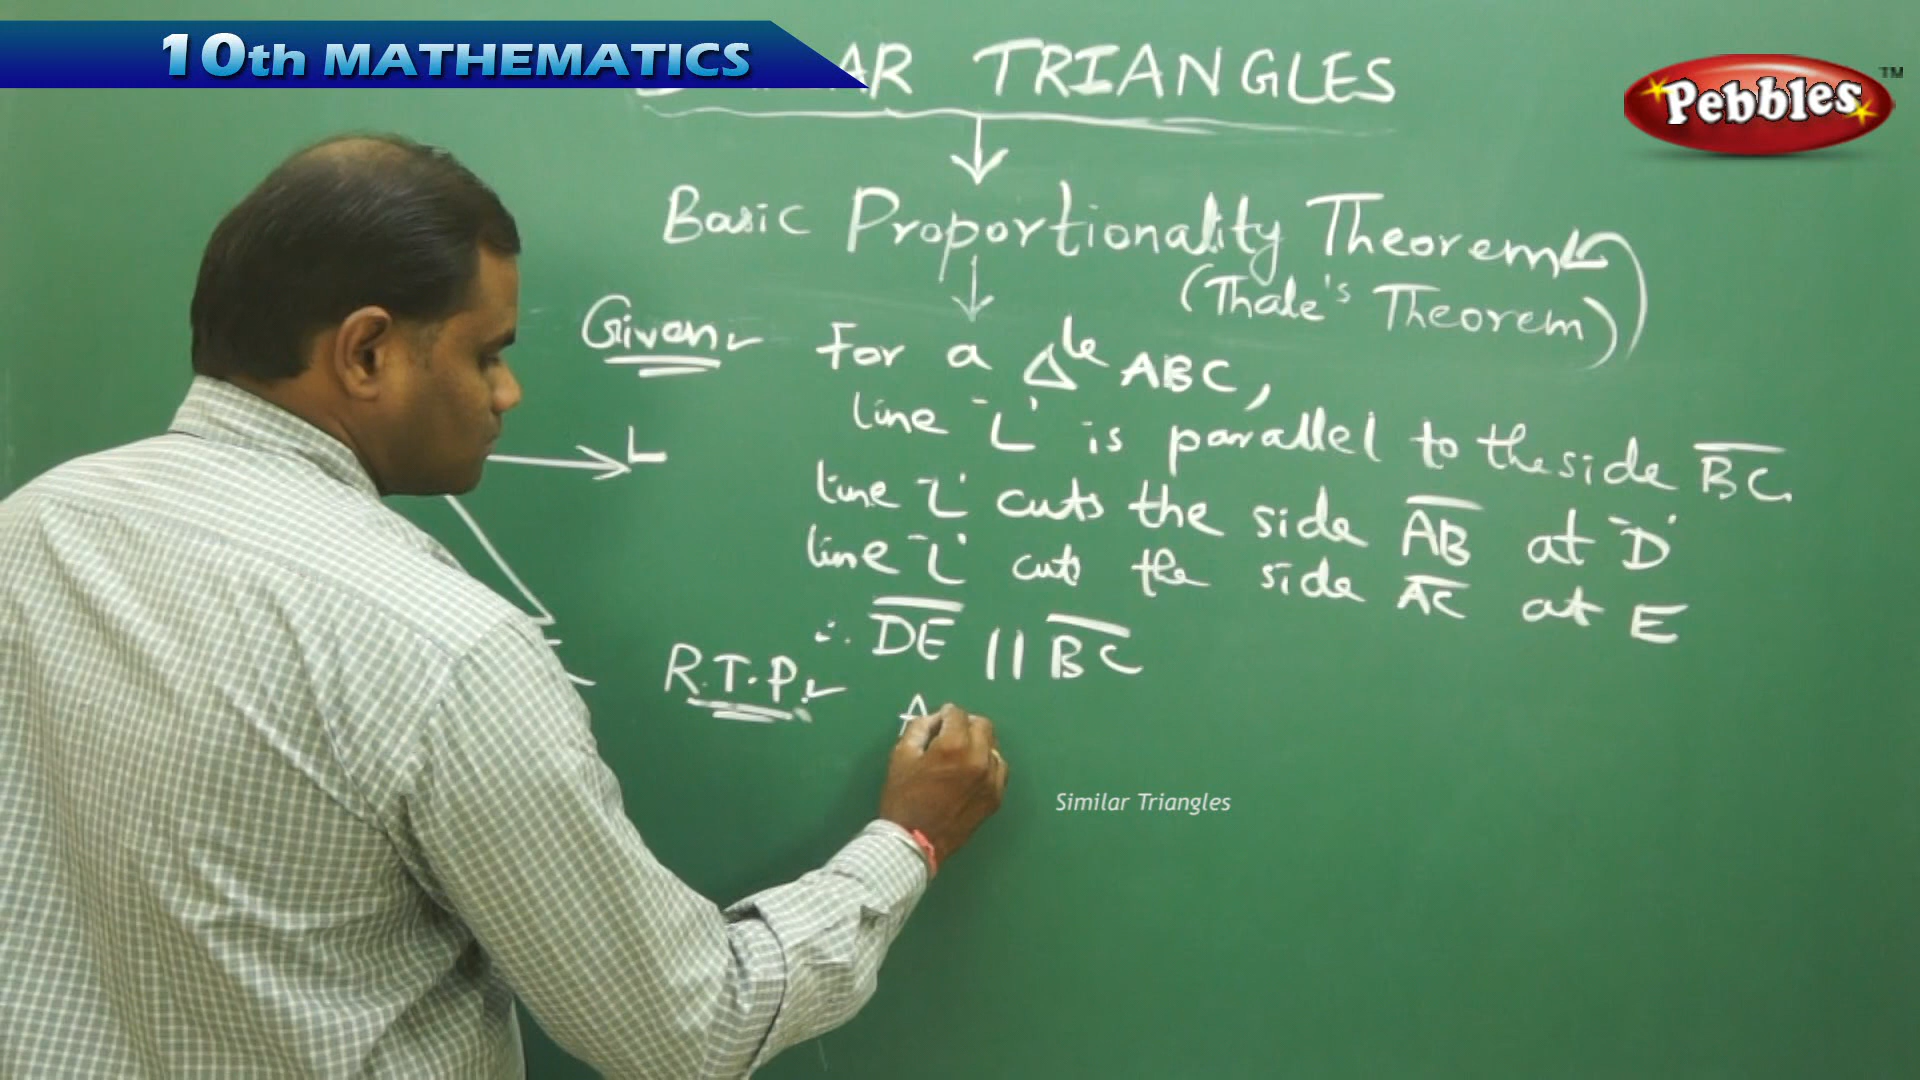 10th MATHEMATICS
AR TRIANGLES
Pebbles TM
Basic Proportionality Theorem
(Thale's Theorem)
Given For a Δle ABC,
line 'L' is parallel to the side BC.
L
line 'L' cuts the side AB at 'D'
line 'L' cuts the side AC at E
∴ DE || BC
R.T.P.
A
Similar Triangles